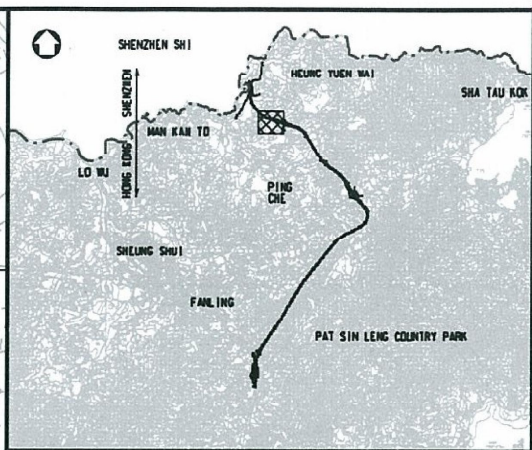 SHENZHEN SHI
HEUNG YUEN WAI
SHA TAU KOK
SHENZHEN
HONG KONG
MAN KAM TO
LO WU
PING
CHE
SHEUNG SHUI
FANLING
PAT SIN LENG COUNTRY PARK